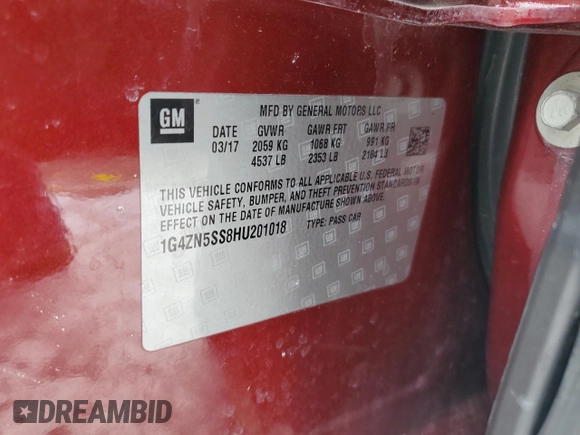 GM
MFD BY GENERAL MOTORS LLC
DATE GVWR GAWR FRT GAWR RR
03/17 2059 KG 1068 KG 991 KG
4537 LB 2353 LB 2184 LB
THIS VEHICLE CONFORMS TO ALL APPLICABLE U.S. FEDERAL MOTOR
VEHICLE SAFETY, BUMPER, AND THEFT PREVENTION STANDARDS IN
EFFECT ON THE DATE OF MANUFACTURE SHOWN ABOVE.
1G4ZN5SS8HU201018 TYPE: PASS CAR
DREAMBID